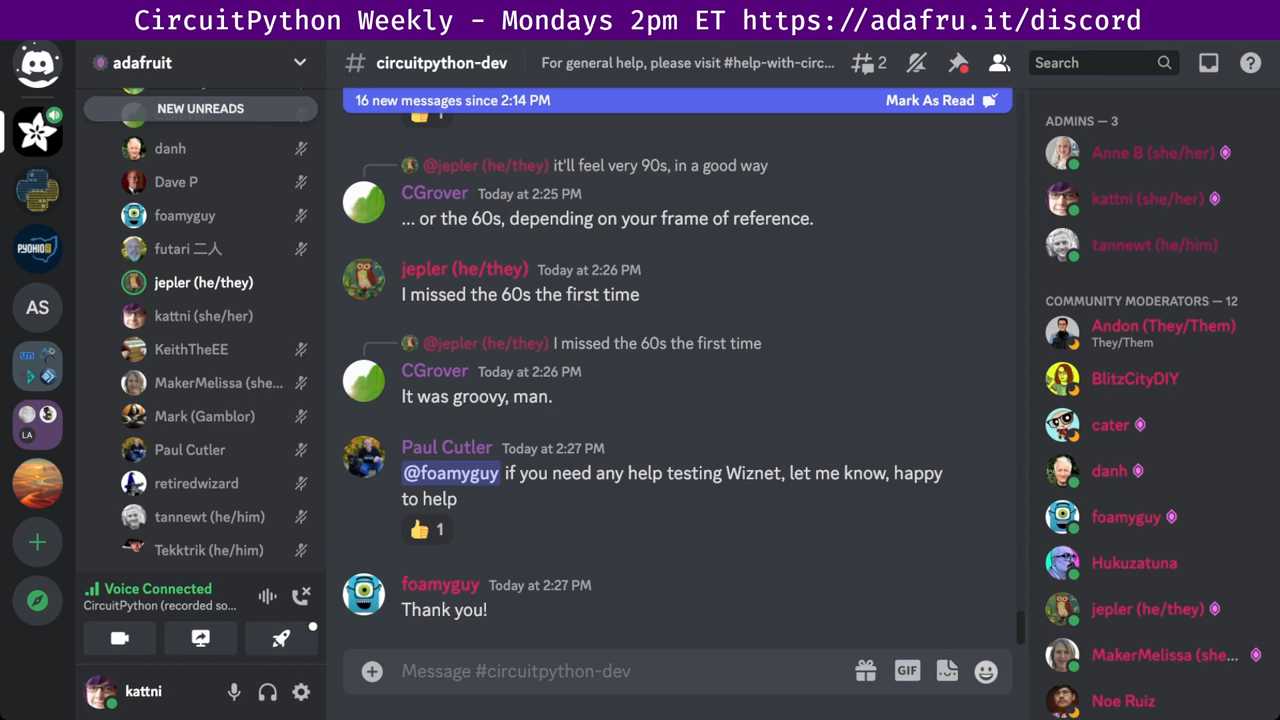 CircuitPython Weekly - Mondays 2pm ET https://adafru.it/discord
adafruit
NEW UNREADS
danh
Dave P
foamyguy
futari 二人
jepler (he/they)
kattni (she/her)
KeithTheEE
MakerMelissa (she...
Mark (Gamblor)
Paul Cutler
retiredwizard
tannewt (he/him)
Tekktrik (he/him)
Voice Connected
CircuitPython (recorded so...
kattni
AS
LA
# circuitpython-dev
For general help, please visit #help-with-circ...
2
Search
16 new messages since 2:14 PM
Mark As Read
1
@jepler (he/they) it'll feel very 90s, in a good way
CGrover Today at 2:25 PM
... or the 60s, depending on your frame of reference.
jepler (he/they) Today at 2:26 PM
I missed the 60s the first time
@jepler (he/they) I missed the 60s the first time
CGrover Today at 2:26 PM
It was groovy, man.
Paul Cutler Today at 2:27 PM
@foamyguy if you need any help testing Wiznet, let me know, happy
to help
1
foamyguy Today at 2:27 PM
Thank you!
Message #circuitpython-dev
GIF
ADMINS — 3
Anne B (she/her)
kattni (she/her)
tannewt (he/him)
COMMUNITY MODERATORS — 12
Andon (They/Them)
They/Them
BlitzCityDIY
cater
danh
foamyguy
Hukuzatuna
jepler (he/they)
MakerMelissa (she...
Noe Ruiz